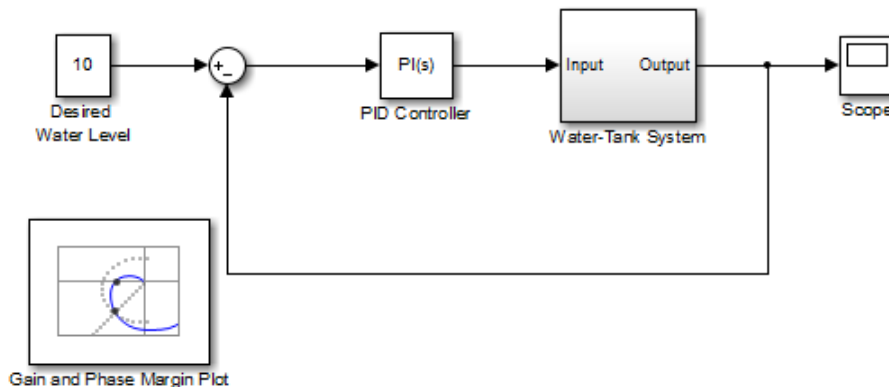 10
Desired
Water Level
+
−
PI(s)
PID Controller
Input
Output
Water-Tank System
Scope
Gain and Phase Margin Plot